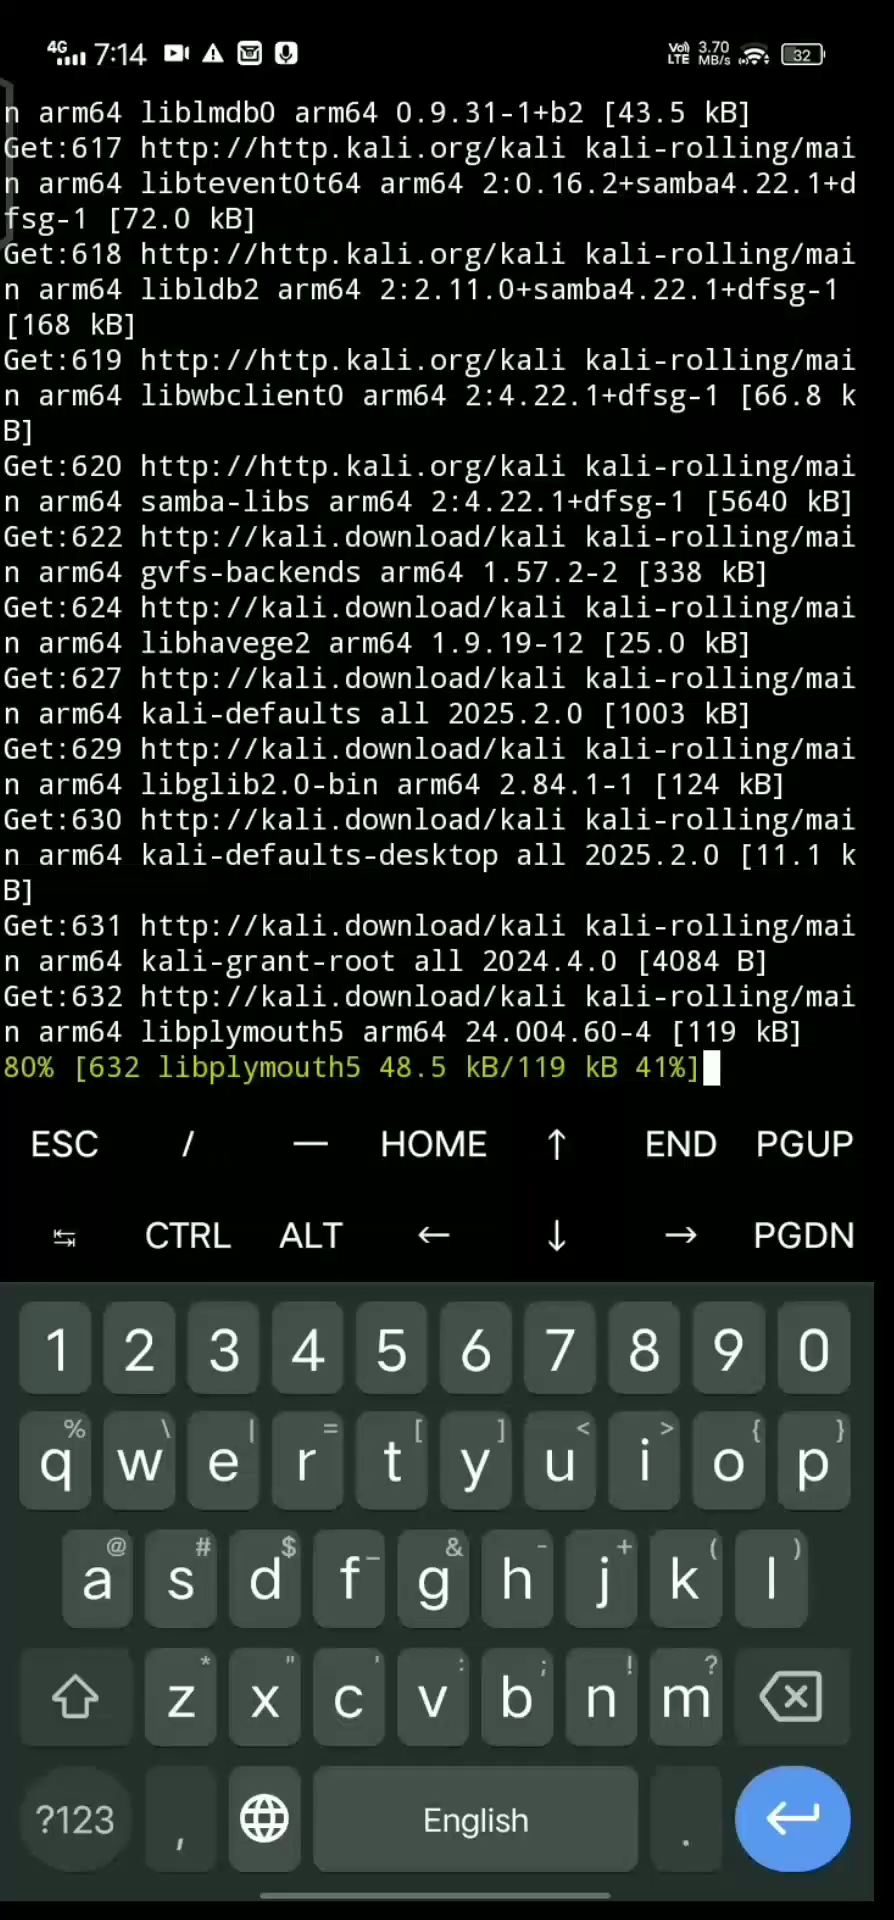 4G 7:14 Vo)) LTE 3.70 MB/s 32
n arm64 liblmdb0 arm64 0.9.31-1+b2 [43.5 kB]
Get:617 http://http.kali.org/kali kali-rolling/mai
n arm64 libtevent0t64 arm64 2:0.16.2+samba4.22.1+d
fsg-1 [72.0 kB]
Get:618 http://http.kali.org/kali kali-rolling/mai
n arm64 libldb2 arm64 2:2.11.0+samba4.22.1+dfsg-1
[168 kB]
Get:619 http://http.kali.org/kali kali-rolling/mai
n arm64 libwbclient0 arm64 2:4.22.1+dfsg-1 [66.8 k
B]
Get:620 http://http.kali.org/kali kali-rolling/mai
n arm64 samba-libs arm64 2:4.22.1+dfsg-1 [5640 kB]
Get:622 http://kali.download/kali kali-rolling/mai
n arm64 gvfs-backends arm64 1.57.2-2 [338 kB]
Get:624 http://kali.download/kali kali-rolling/mai
n arm64 libhavege2 arm64 1.9.19-12 [25.0 kB]
Get:627 http://kali.download/kali kali-rolling/mai
n arm64 kali-defaults all 2025.2.0 [1003 kB]
Get:629 http://kali.download/kali kali-rolling/mai
n arm64 libglib2.0-bin arm64 2.84.1-1 [124 kB]
Get:630 http://kali.download/kali kali-rolling/mai
n arm64 kali-defaults-desktop all 2025.2.0 [11.1 k
B]
Get:631 http://kali.download/kali kali-rolling/mai
n arm64 kali-grant-root all 2024.4.0 [4084 B]
Get:632 http://kali.download/kali kali-rolling/mai
n arm64 libplymouth5 arm64 24.004.60-4 [119 kB]
80% [632 libplymouth5 48.5 kB/119 kB 41%]
ESC / — HOME ↑ END PGUP
↹ CTRL ALT ← ↓ → PGDN
1 2 3 4 5 6 7 8 9 0
% \ | = [ ] < > { }
q w e r t y u i o p
@ # $ _ & - + ( )
a s d f g h j k l
* " ' : ; ! ?
z x c v b n m
?123 , English .